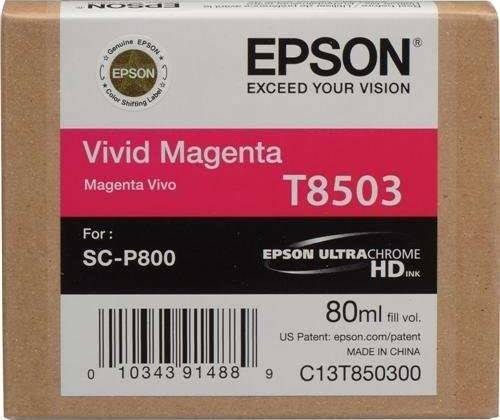 Genuine EPSON
EPSON
Color Shifting Label
EPSON®
EXCEED YOUR VISION
Vivid Magenta
Magenta Vivo
T8503
For :
SC-P800
EPSON ULTRACHROME
HD INK
80ml fill vol.
US Patent: epson.com/patent
MADE IN CHINA
0 10343 91488 9
C13T850300